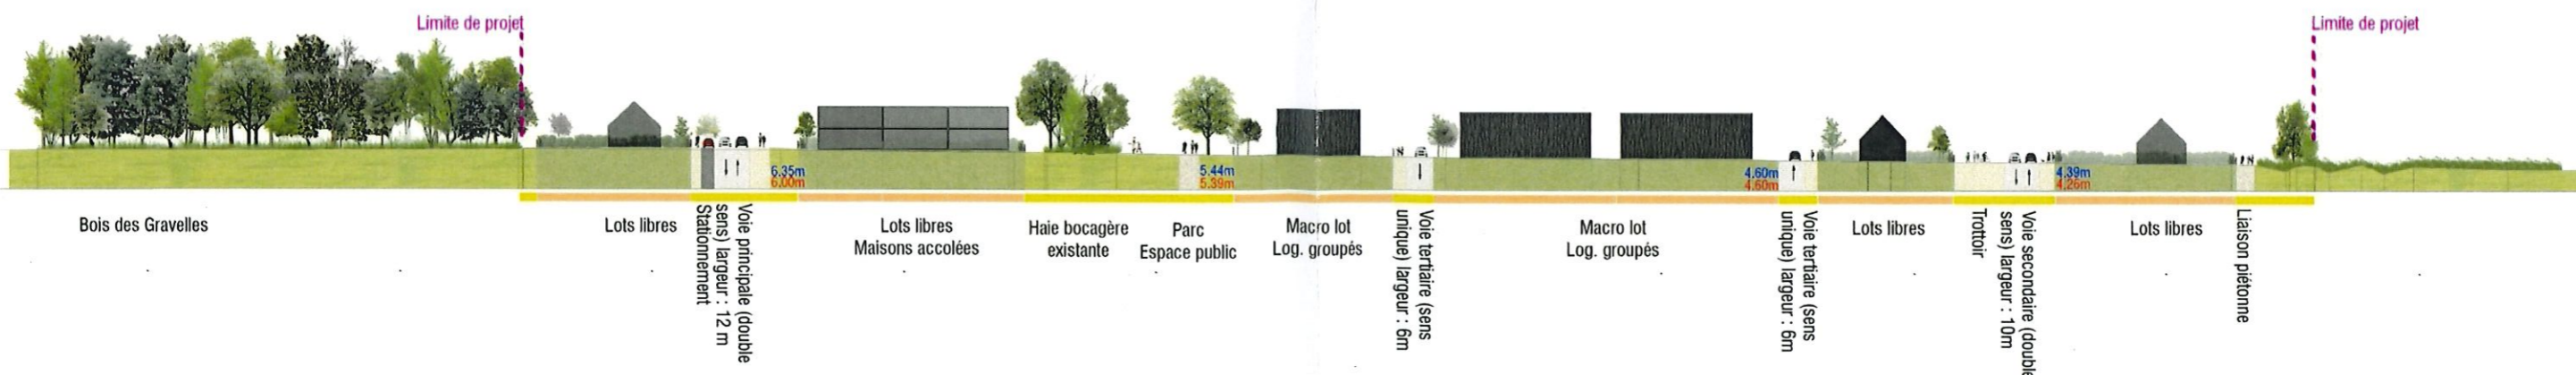 Limite de projet
Limite de projet
6.35m
6.00m
5.44m
5.39m
4.60m
4.60m
4.39m
4.26m
Bois des Gravelles
Lots libres
Stationnement
Voie principale (double
sens) largeur : 12 m
Lots libres
Maisons accolées
Haie bocagère
existante
Parc
Espace public
Macro lot
Log. groupés
Voie tertiaire (sens
unique) largeur : 6m
Macro lot
Log. groupés
Voie tertiaire (sens
unique) largeur : 6m
Lots libres
Trottoir
Voie secondaire (double
sens) largeur : 10m
Lots libres
Liaison piétonne